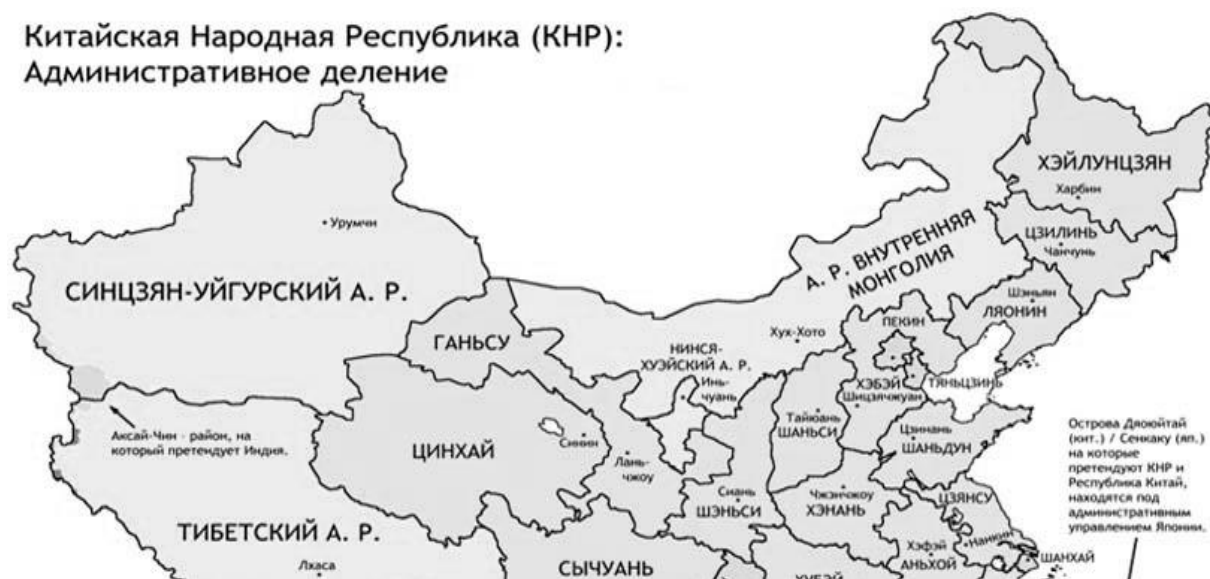 Китайская Народная Республика (КНР):
Административное деление
ХЭЙЛУНЦЗЯН
Харбин
Урумчи
ЦЗИЛИНЬ
Чанчунь
А. Р. ВНУТРЕННЯЯ
МОНГОЛИЯ
СИНЦЗЯН-УЙГУРСКИЙ А. Р.
Шэньян
ЛЯОНИН
ПЕКИН
Хух-Хото
ГАНЬСУ
НИНСЯ-
ХУЭЙСКИЙ А. Р.
Инь-
чуань
ХЭБЭЙ
Шицзячжуан
ТЯНЬЦЗИНЬ
Тайюань
ШАНЬСИ
Цзинань
ШАНЬДУН
Аксай-Чин - район, на
который претендует Индия.
ЦИНХАЙ
Синин
Лань-
чжоу
Острова Дяоюйтай
(кит.) / Сенкаку (яп.)
на которые
претендуют КНР и
Республика Китай,
находятся под
административным
управлением Японии.
Сиань
ШЭНЬСИ
Чжэнчжоу
ХЭНАНЬ
ЦЗЯНСУ
Нанкин
ТИБЕТСКИЙ А. Р.
Лхаса
СЫЧУАНЬ
ХУБЭЙ
Хэфэй
АНЬХОЙ
ШАНХАЙ